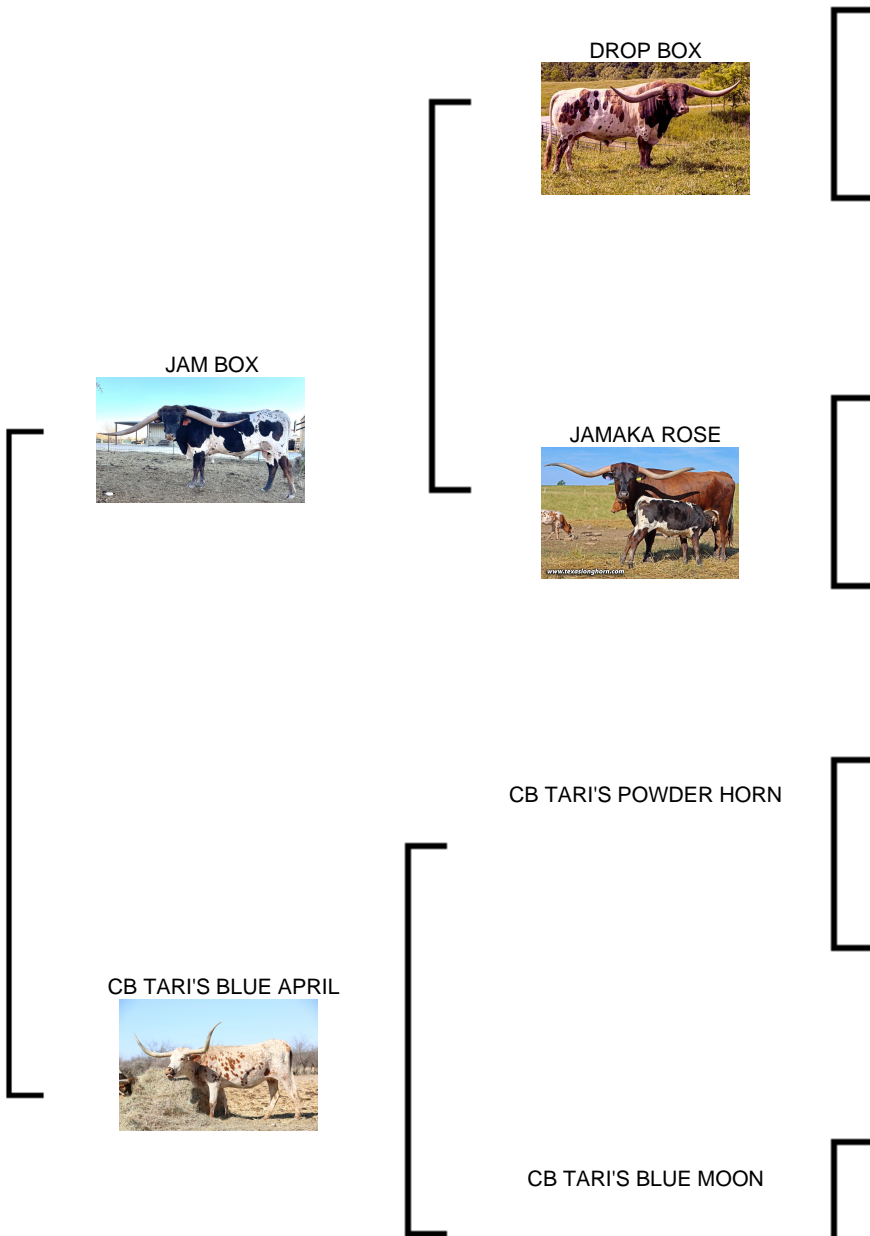 DROP BOX
JAM BOX
JAMAKA ROSE
www.texaslonghorn.com
CB TARI'S POWDER HORN
CB TARI'S BLUE APRIL
CB TARI'S BLUE MOON